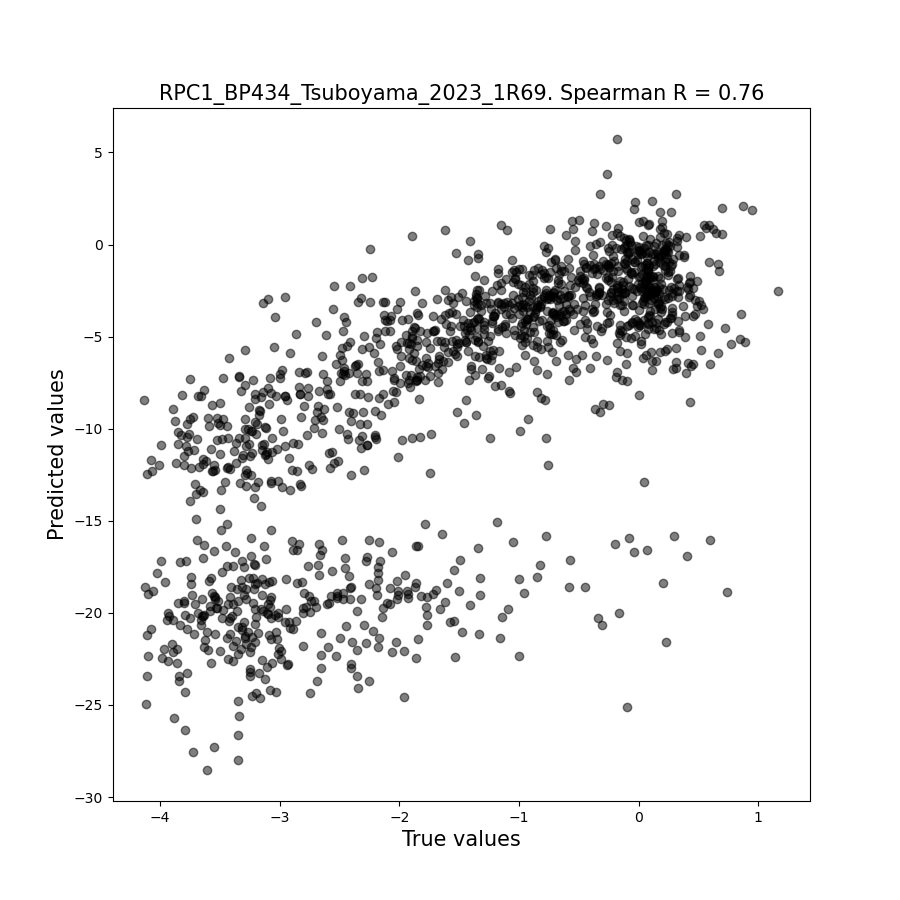 RPC1_BP434_Tsuboyama_2023_1R69. Spearman R = 0.76
5
0
−5
−10
−15
−20
−25
−30
Predicted values
−4 −3 −2 −1 0 1
True values